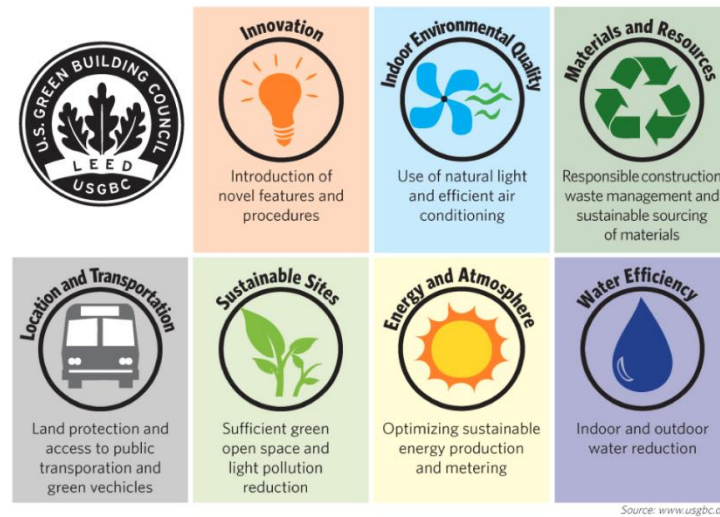 U.S. GREEN BUILDING COUNCIL
LEED
USGBC
Innovation
Introduction of
novel features and
procedures
Indoor Environmental Quality
Use of natural light
and efficient air
conditioning
Materials and Resources
Responsible construction
waste management and
sustainable sourcing
of materials
Location and Transportation
Land protection and
access to public
transporation and
green vechicles
Sustainable Sites
Sufficient green
open space and
light pollution
reduction
Energy and Atmosphere
Optimizing sustainable
energy production
and metering
Water Efficiency
Indoor and outdoor
water reduction
Source: www.usgbc.o